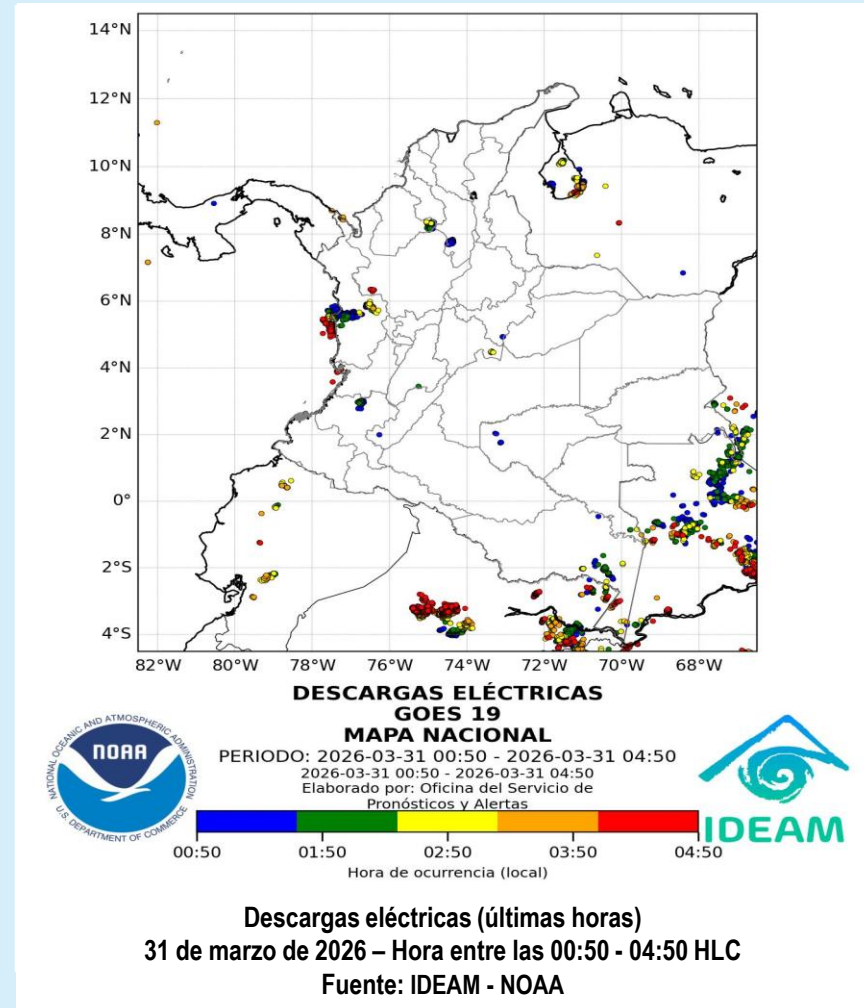 14°N
12°N
10°N
8°N
6°N
4°N
2°N
0°
2°S
4°S
82°W 80°W 78°W 76°W 74°W 72°W 70°W 68°W
DESCARGAS ELÉCTRICAS
GOES 19
MAPA NACIONAL
PERIODO: 2026-03-31 00:50 - 2026-03-31 04:50
2026-03-31 00:50 - 2026-03-31 04:50
Elaborado por: Oficina del Servicio de
Pronósticos y Alertas
NATIONAL OCEANIC AND ATMOSPHERIC ADMINISTRATION
NOAA
U.S. DEPARTMENT OF COMMERCE
IDEAM
00:50 01:50 02:50 03:50 04:50
Hora de ocurrencia (local)
Descargas eléctricas (últimas horas)
31 de marzo de 2026 – Hora entre las 00:50 - 04:50 HLC
Fuente: IDEAM - NOAA